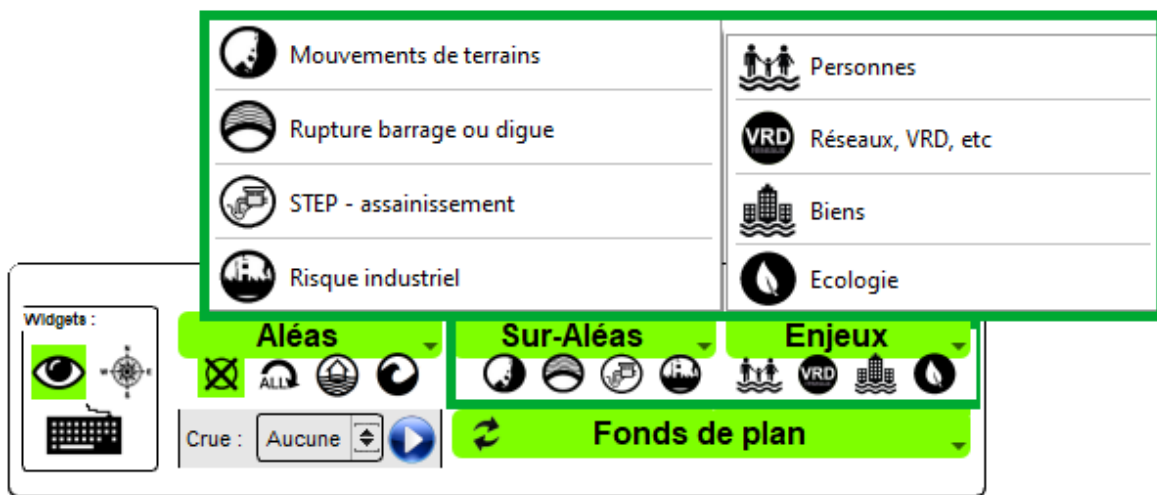 Mouvements de terrains
Rupture barrage ou digue
STEP - assainissement
Risque industriel
Personnes
VRD
Réseaux, VRD, etc
Biens
Ecologie
Widgets :
Aléas
Sur-Aléas
Enjeux
ALL
VRD
Crue :
Aucune
Fonds de plan